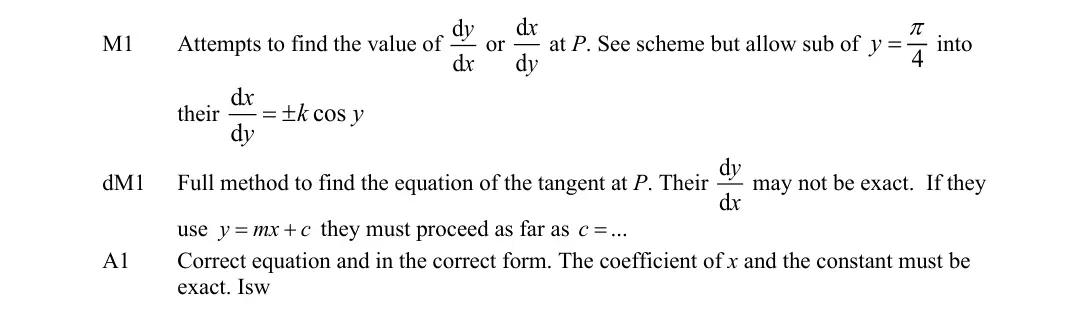 M1 Attempts to find the value of dy/dx or dx/dy at P. See scheme but allow sub of y = π/4 into
their dx/dy = ±k cos y
dM1 Full method to find the equation of the tangent at P. Their dy/dx may not be exact. If they
use y = mx + c they must proceed as far as c = ...
A1 Correct equation and in the correct form. The coefficient of x and the constant must be
exact. Isw